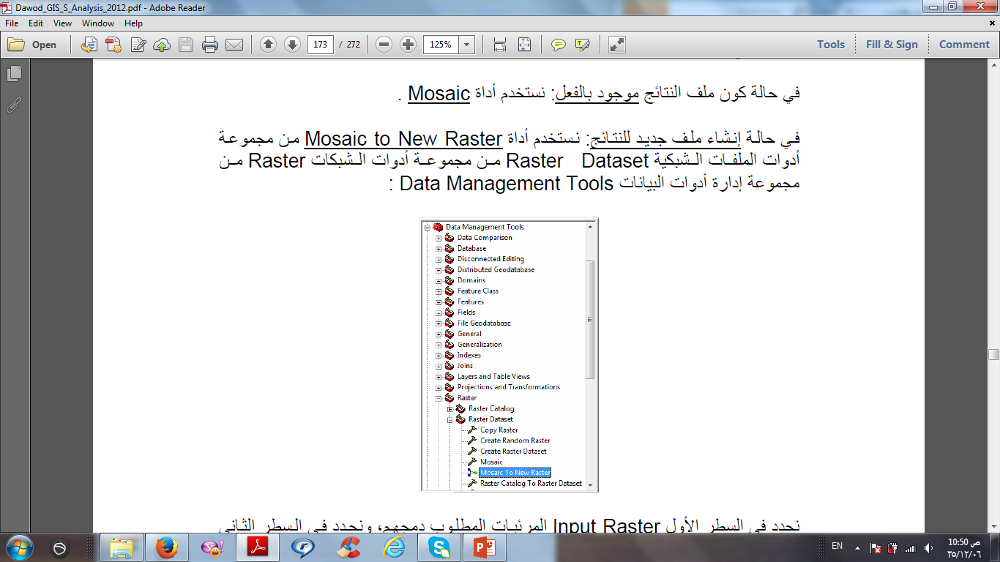 Dawod_GIS_S_Analysis_2012.pdf - Adobe Reader
File Edit View Window Help
Open 173 / 272 125% Tools Fill & Sign Comment
في حالة كون ملف النتائج موجود بالفعل: نستخدم أداة Mosaic .
في حالة إنشاء ملف جديد للنتائج: نستخدم أداة Mosaic to New Raster من مجموعة
أدوات الملفات الشبكية Raster Dataset من مجموعة أدوات الشبكات Raster من
مجموعة إدارة أدوات البيانات Data Management Tools :
Data Management Tools
Data Comparison
Database
Disconnected Editing
Distributed Geodatabase
Domains
Feature Class
Features
Fields
File Geodatabase
General
Generalization
Indexes
Joins
Layers and Table Views
Projections and Transformations
Raster
Raster Catalog
Raster Dataset
Copy Raster
Create Random Raster
Create Raster Dataset
Mosaic
Mosaic To New Raster
Raster Catalog To Raster Dataset
نحدد في السطر الأول Input Raster المرئيات المطلوب دمجهم، ونحدد في السطر الثاني
EN 10:50 ص
٣٥/١٢/٠٦